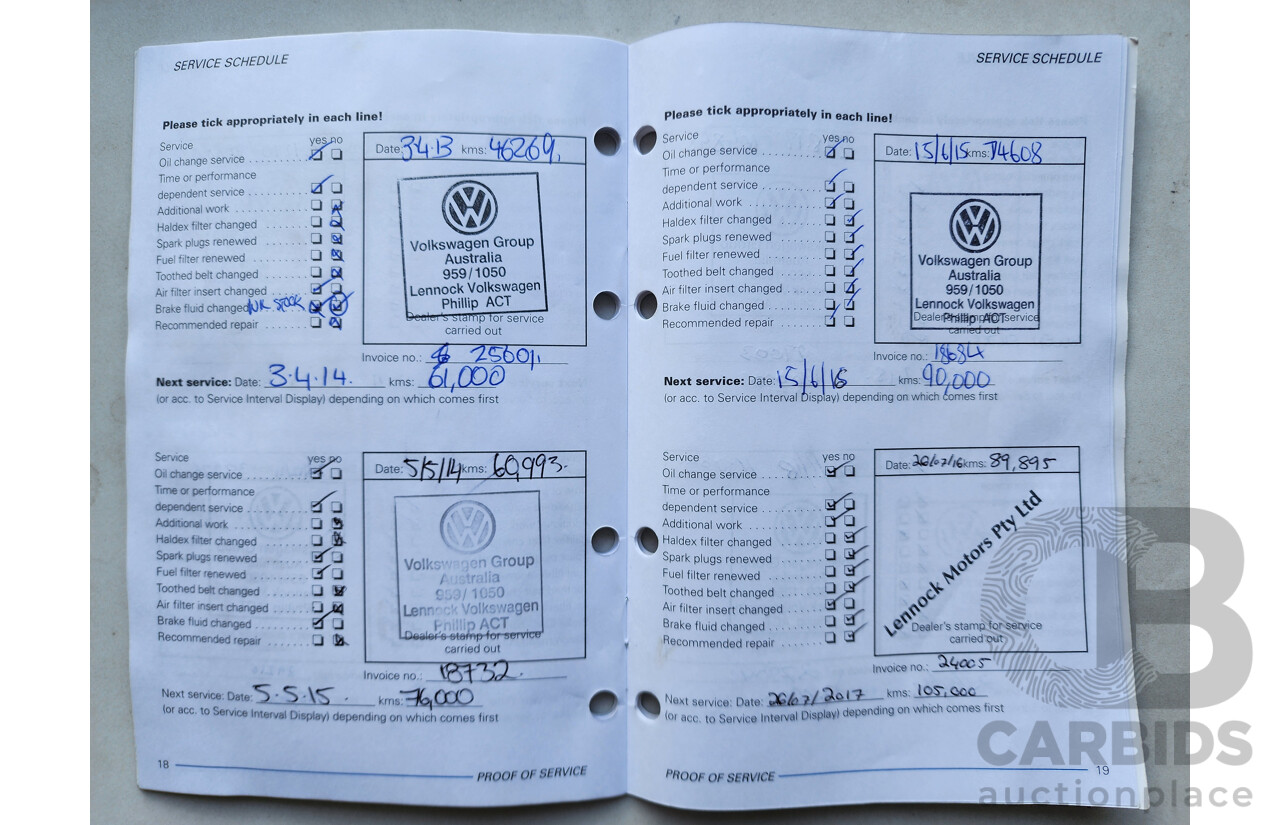 SERVICE SCHEDULE
Please tick appropriately in each line!
Service yes no
Oil change service
Time or performance
dependent service
Additional work
Haldex filter changed
Spark plugs renewed
Fuel filter renewed
Toothed belt changed
Air filter insert changed
Brake fluid changed
Recommended repair
Date: 3.4.13 kms: 46269.
Volkswagen Group
Australia
959/1050
Lennock Volkswagen
Phillip ACT
Dealer's stamp for service
carried out
Invoice no.: 25601.
Next service: Date: 3.4.14. kms: 61,000
(or acc. to Service Interval Display) depending on which comes first
Service yes no
Oil change service
Time or performance
dependent service
Additional work
Haldex filter changed
Spark plugs renewed
Fuel filter renewed
Toothed belt changed
Air filter insert changed
Brake fluid changed
Recommended repair
Date: 5/5/14 kms: 60,993.
Volkswagen Group
Australia
959/1050
Lennock Volkswagen
Phillip ACT
Dealer's stamp for service
carried out
Invoice no.: 18732.
Next service: Date: 5.5.15. kms: 76,000
(or acc. to Service Interval Display) depending on which comes first
18 PROOF OF SERVICE
SERVICE SCHEDULE
Please tick appropriately in each line!
Service yes no
Oil change service
Time or performance
dependent service
Additional work
Haldex filter changed
Spark plugs renewed
Fuel filter renewed
Toothed belt changed
Air filter insert changed
Brake fluid changed
Recommended repair
Date: 15/6/15 kms: 74608
Volkswagen Group
Australia
959/1050
Lennock Volkswagen
Phillip ACT
Dealer's stamp for service
carried out
Invoice no.: 18684
Next service: Date: 15/6/16 kms: 90,000
(or acc. to Service Interval Display) depending on which comes first
Service yes no
Oil change service
Time or performance
dependent service
Additional work
Haldex filter changed
Spark plugs renewed
Fuel filter renewed
Toothed belt changed
Air filter insert changed
Brake fluid changed
Recommended repair
Date: 26/07/16 kms: 89,895
Lennock Motors Pty Ltd
Dealer's stamp for service
carried out
Invoice no.: 24005
Next service: Date: 26/07/2017 kms: 105,000
(or acc. to Service Interval Display) depending on which comes first
PROOF OF SERVICE 19
CARBIDS
auctionplace